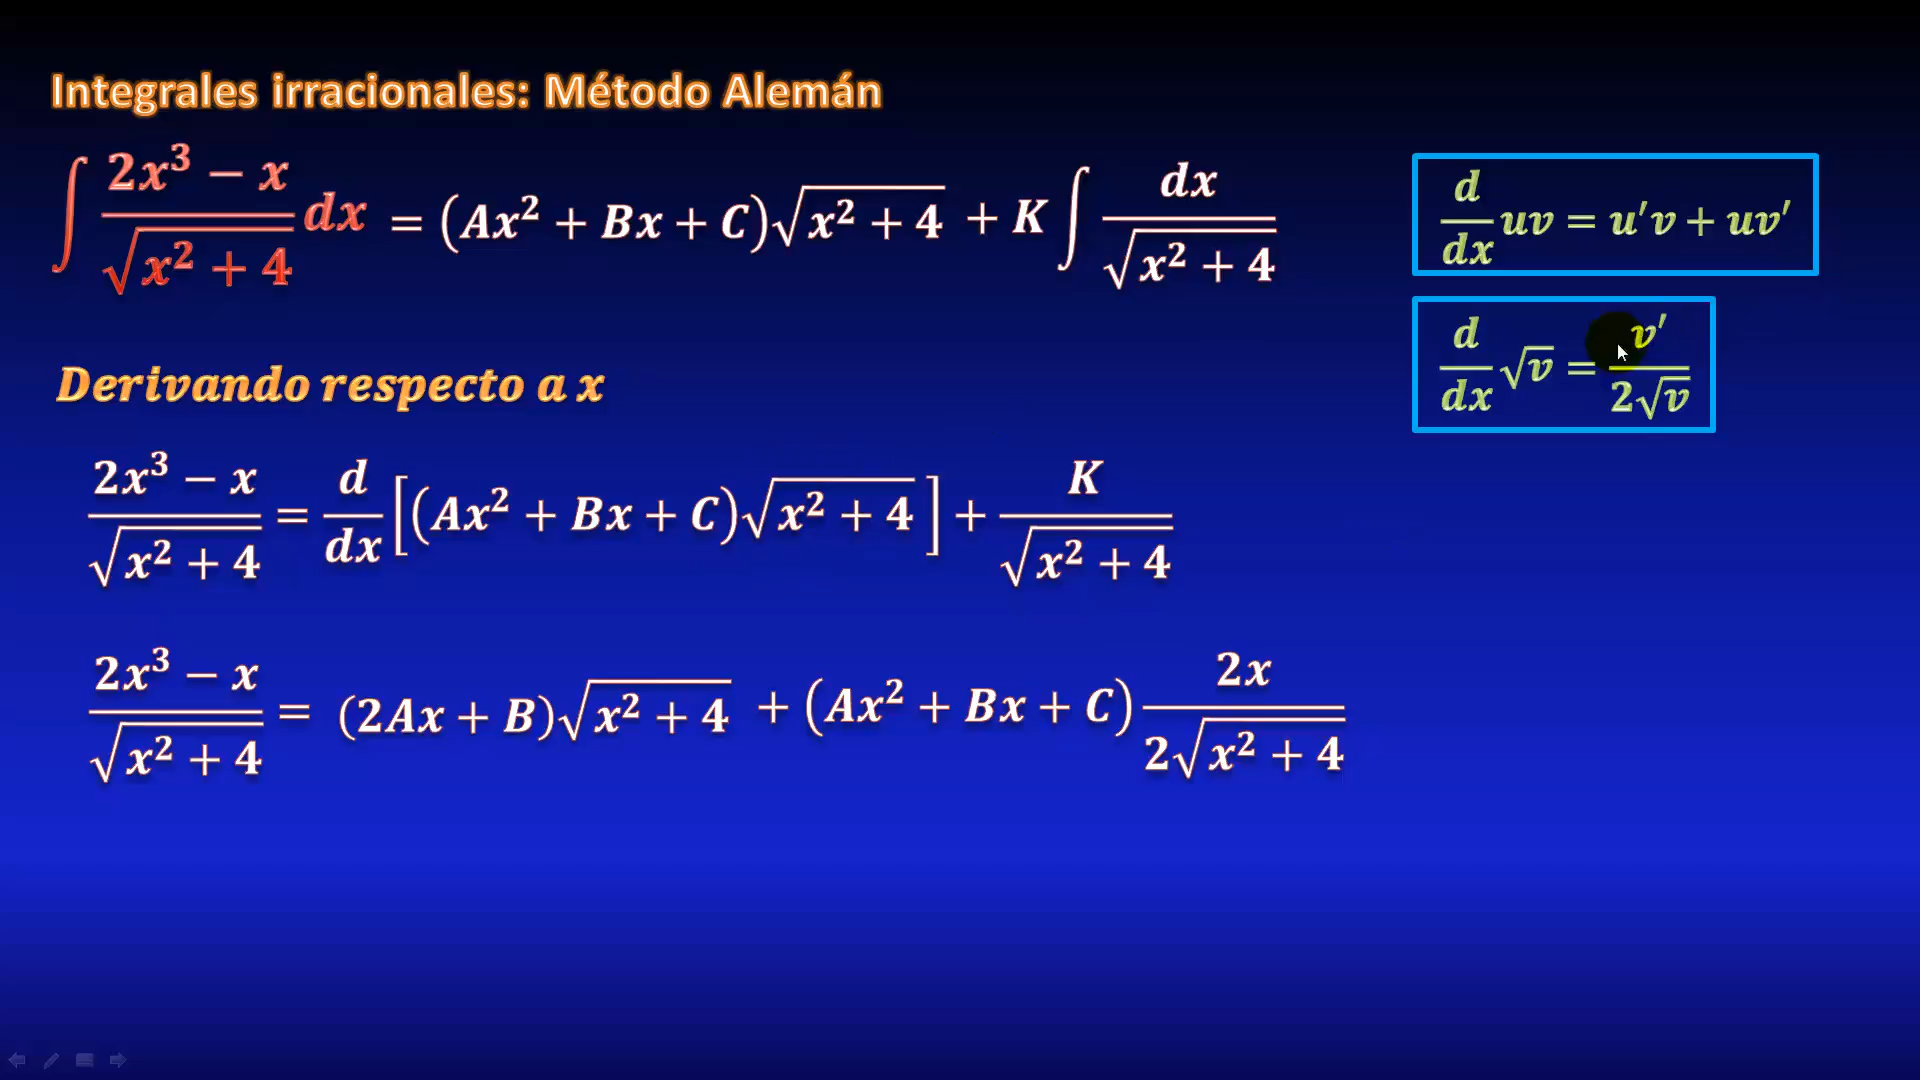 Integrales irracionales: Método Alemán
∫ (2x³ − x)/√(x² + 4) dx = (Ax² + Bx + C)√(x² + 4) + K ∫ dx/√(x² + 4)
d/dx uv = u′v + uv′
d/dx √v = v′/(2√v)
Derivando respecto a x
(2x³ − x)/√(x² + 4) = d/dx [(Ax² + Bx + C)√(x² + 4)] + K/√(x² + 4)
(2x³ − x)/√(x² + 4) = (2Ax + B)√(x² + 4) + (Ax² + Bx + C) 2x/(2√(x² + 4))